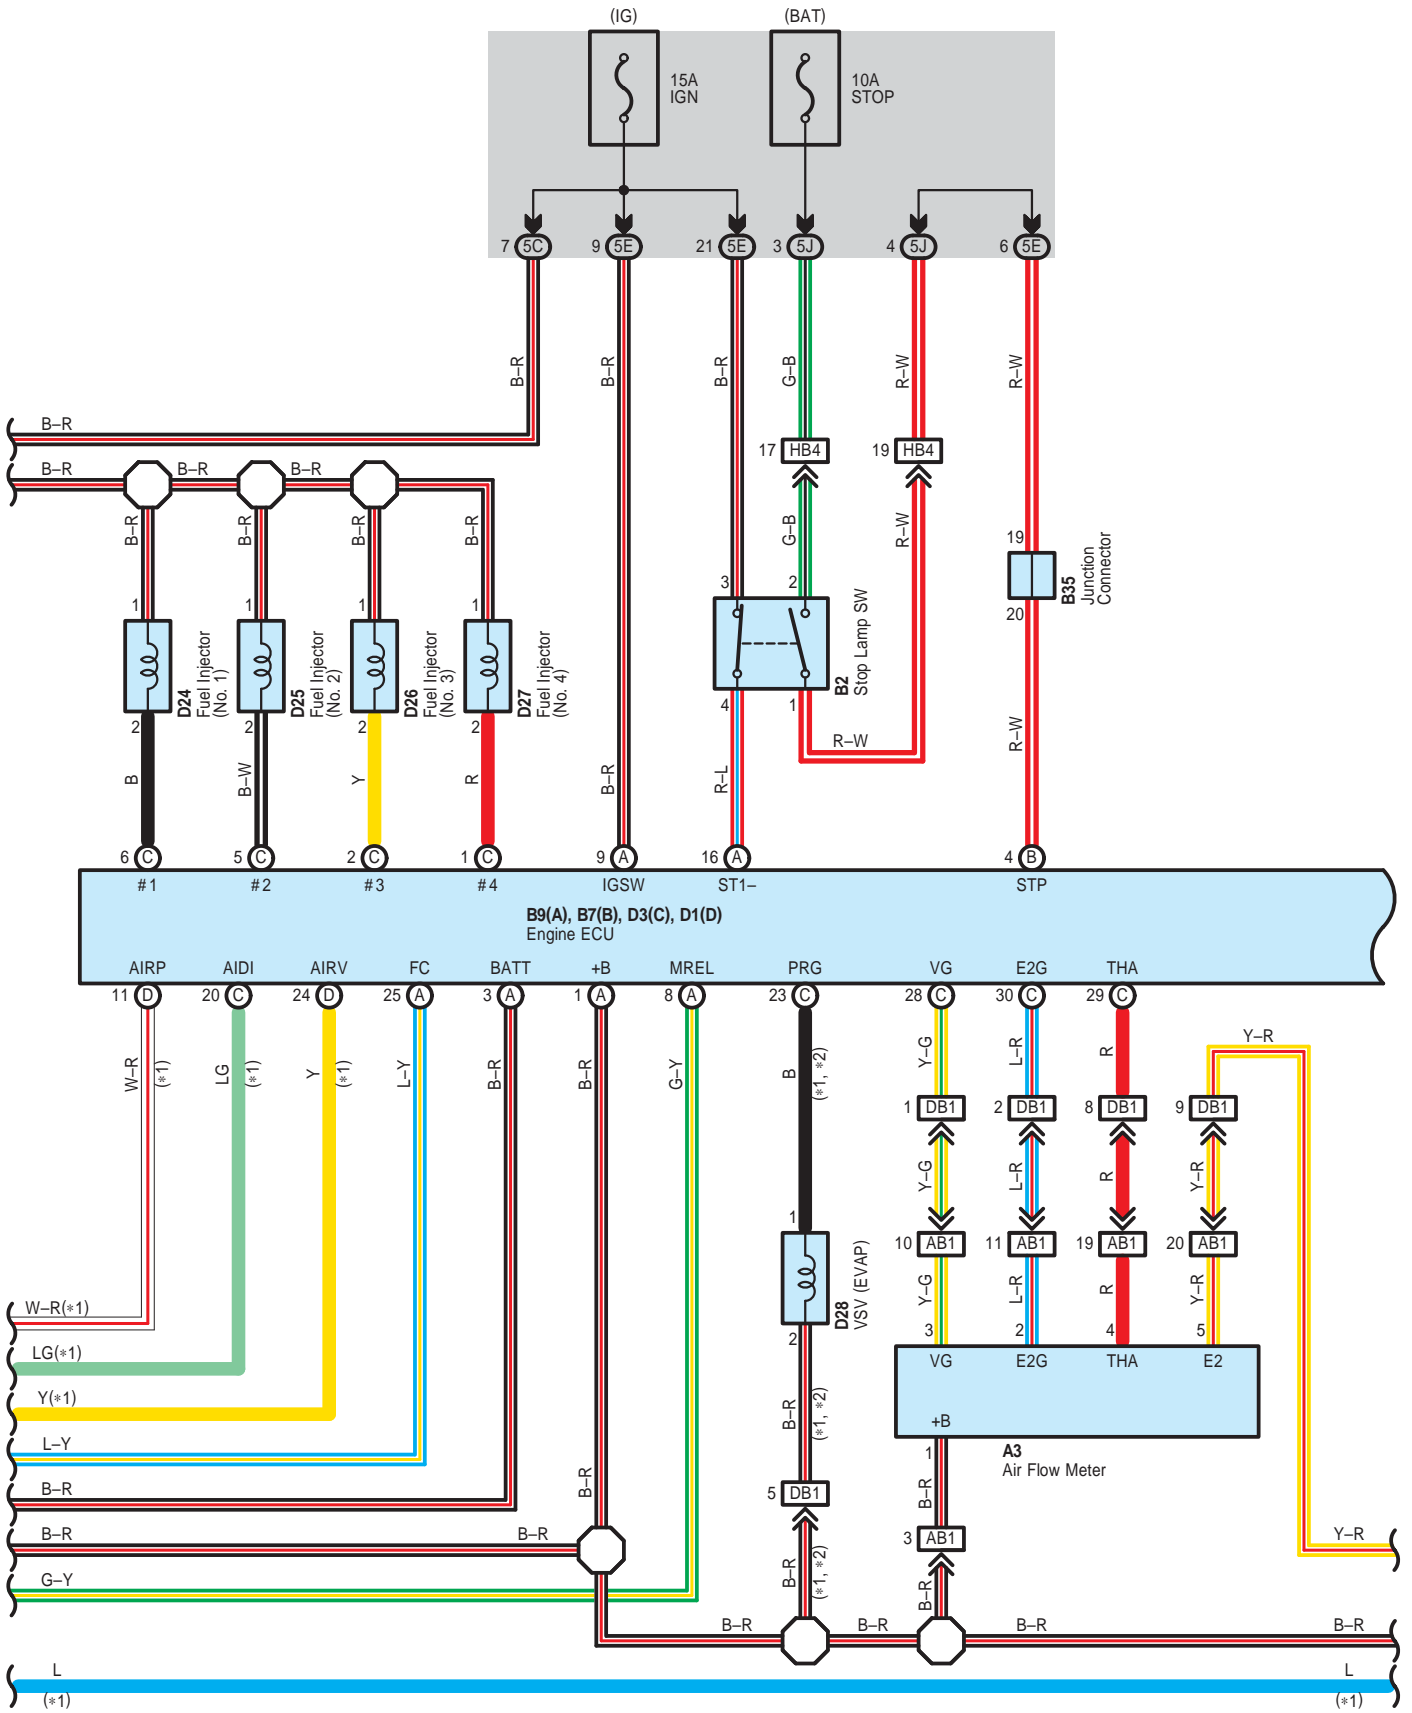 (IG)
(BAT)
15A
IGN
10A
STOP
7 5C
9 5E
21 5E
3 5J
4 5J
6 5E
B–R
B–R
B–R
G–B
R–W
R–W
B–R
17 HB4
19 HB4
B–R
B–R
B–R
B–R
B–R
B–R
B–R
G–B
R–W
19
B35
Junction
Connector
20
1
1
1
1
3
2
D24
Fuel Injector
(No. 1)
D25
Fuel Injector
(No. 2)
D26
Fuel Injector
(No. 3)
D27
Fuel Injector
(No. 4)
B2
Stop Lamp SW
2
2
2
2
4
1
B
B–W
Y
R
B–R
R–L
R–W
R–W
6 C
5 C
2 C
1 C
9 A
16 A
4 B
#1
#2
#3
#4
IGSW
ST1–
STP
B9(A), B7(B), D3(C), D1(D)
Engine ECU
AIRP
AIDI
AIRV
FC
BATT
+B
MREL
PRG
VG
E2G
THA
11 D
20 C
24 D
25 A
3 A
1 A
8 A
23 C
28 C
30 C
29 C
W–R
(*1)
LG
(*1)
Y
(*1)
L–Y
B–R
B–R
G–Y
B
(*1, *2)
Y–G
L–R
R
Y–R
1 DB1
2 DB1
8 DB1
9 DB1
Y–G
L–R
R
Y–R
1
10 AB1
11 AB1
19 AB1
20 AB1
D28
VSV (EVAP)
2
Y–G
L–R
R
Y–R
3
2
4
5
VG
E2G
THA
E2
+B
1
A3
Air Flow Meter
W–R(*1)
LG(*1)
Y(*1)
L–Y
B–R
B–R
B–R
B–R
G–Y
B–R
(*1, *2)
5 DB1
B–R
(*1, *2)
B–R
3 AB1
B–R
Y–R
B–R
B–R
B–R
B–R
L
(*1)
L
(*1)